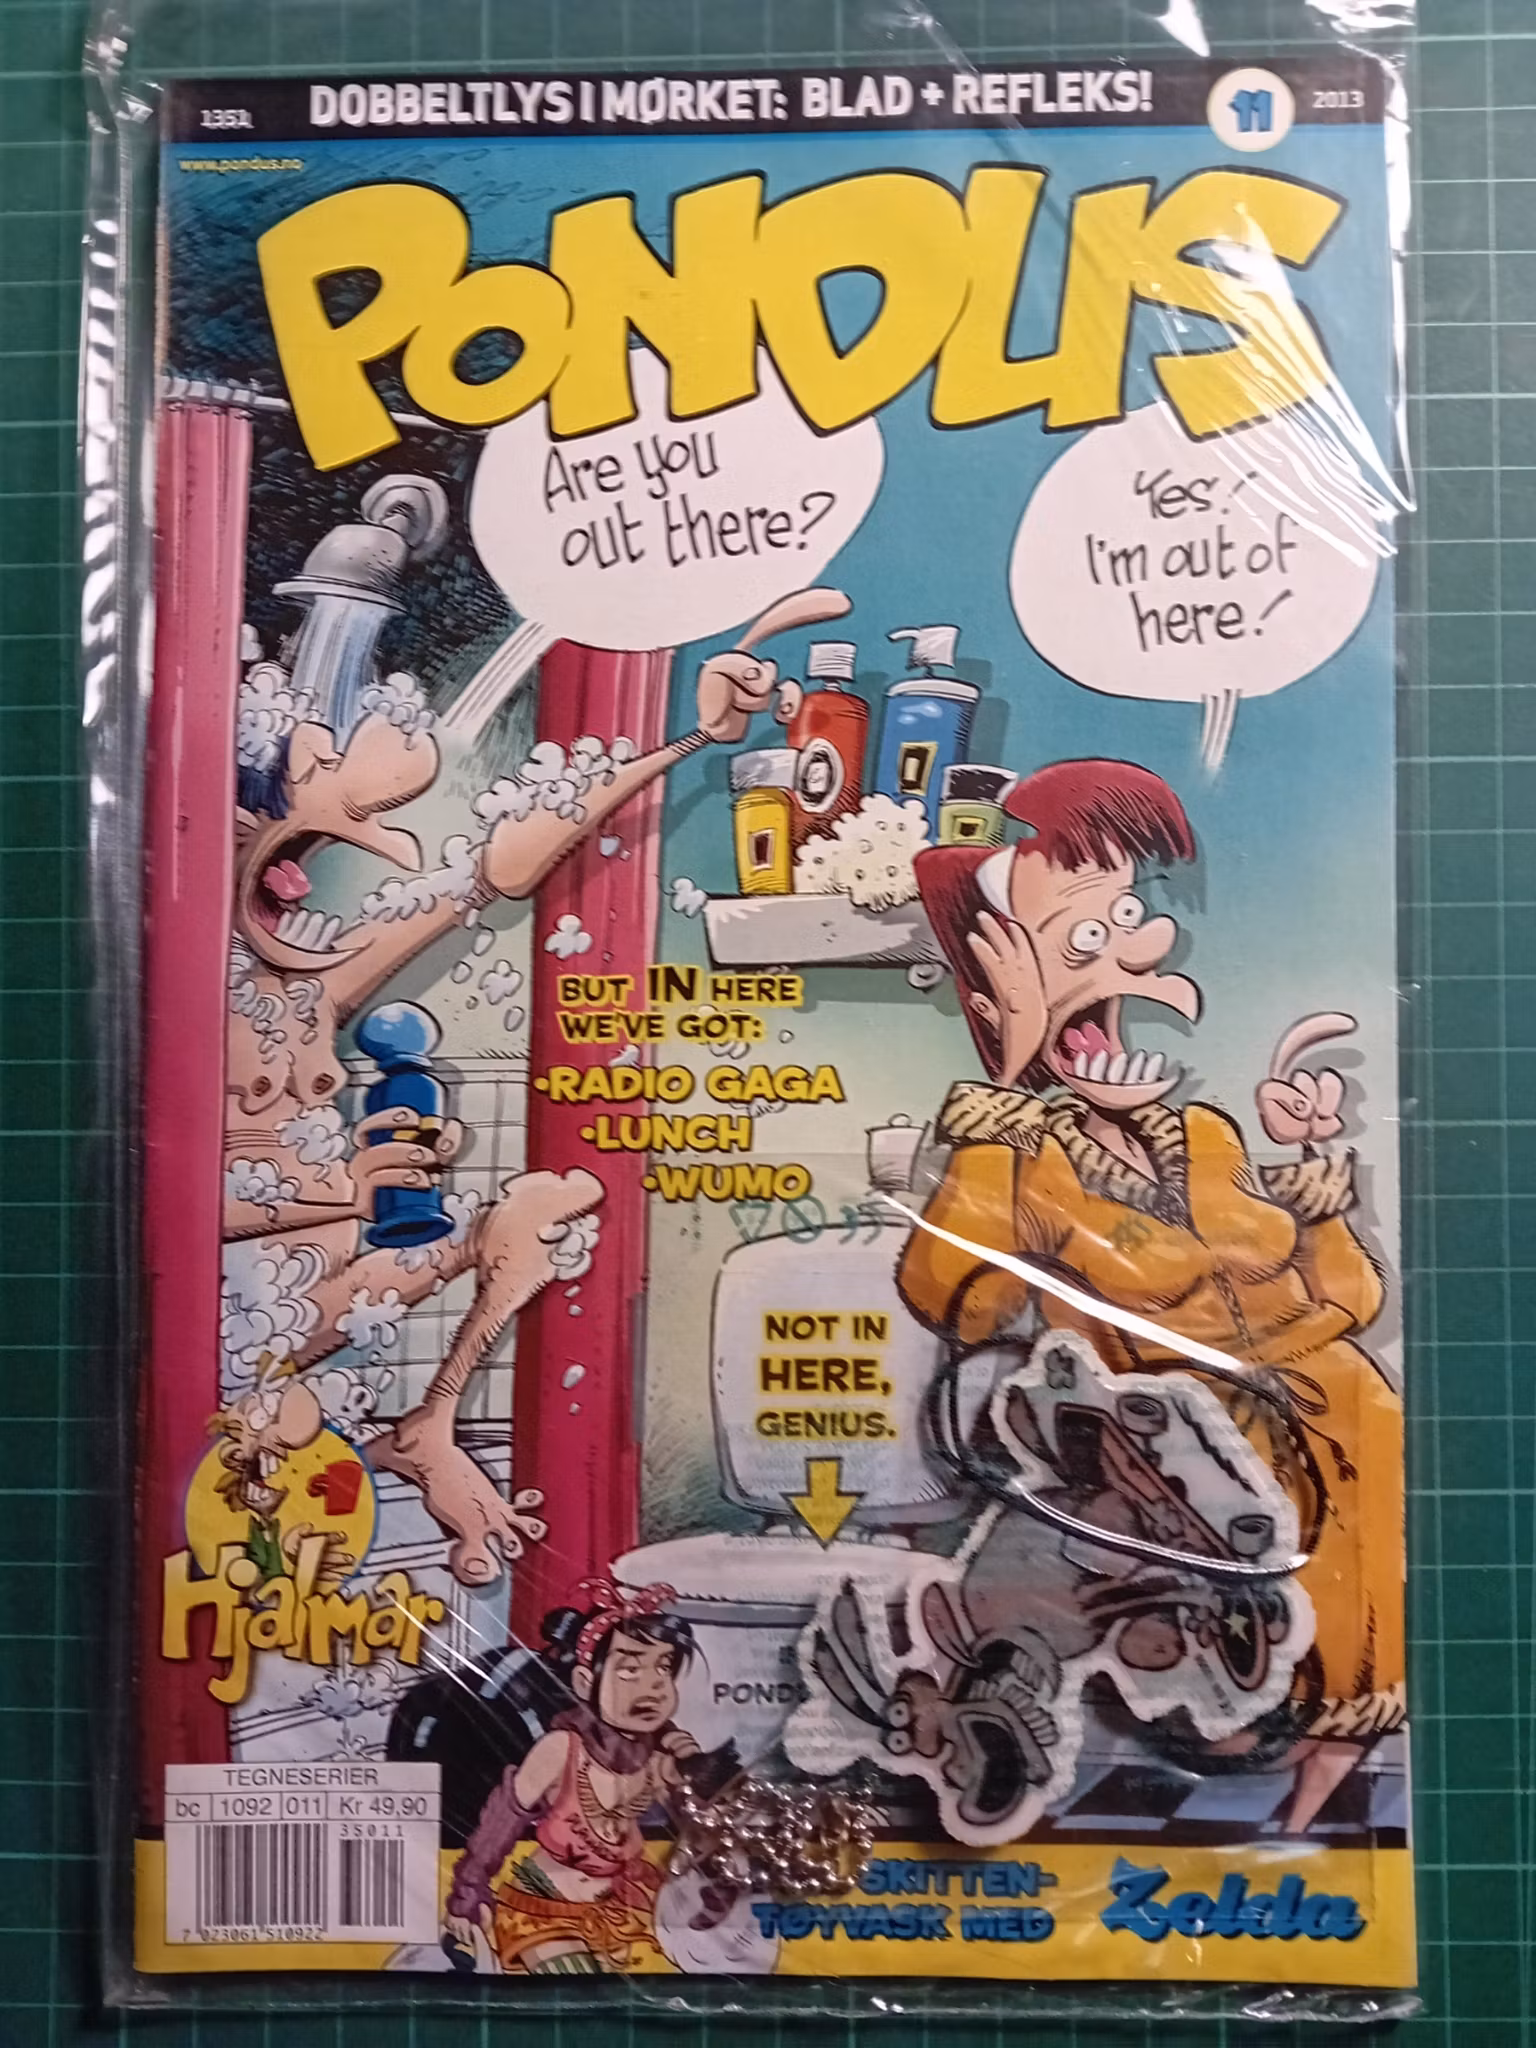 1351
DOBBELTLYS I MØRKET: BLAD + REFLEKS!
11
2013
www.pondus.no
PONDUS
Are you
out there?
Yes!
I'm out of
here!
BUT IN HERE
WE'VE GOT:
•RADIO GAGA
•LUNCH
•WUMO
NOT IN
HERE,
GENIUS.
Hjalmar
TEGNESERIER
bc 1092 011 Kr 49,90
35011
7 023061 510922
SKITTEN-
TØYVASK MED
Zelda